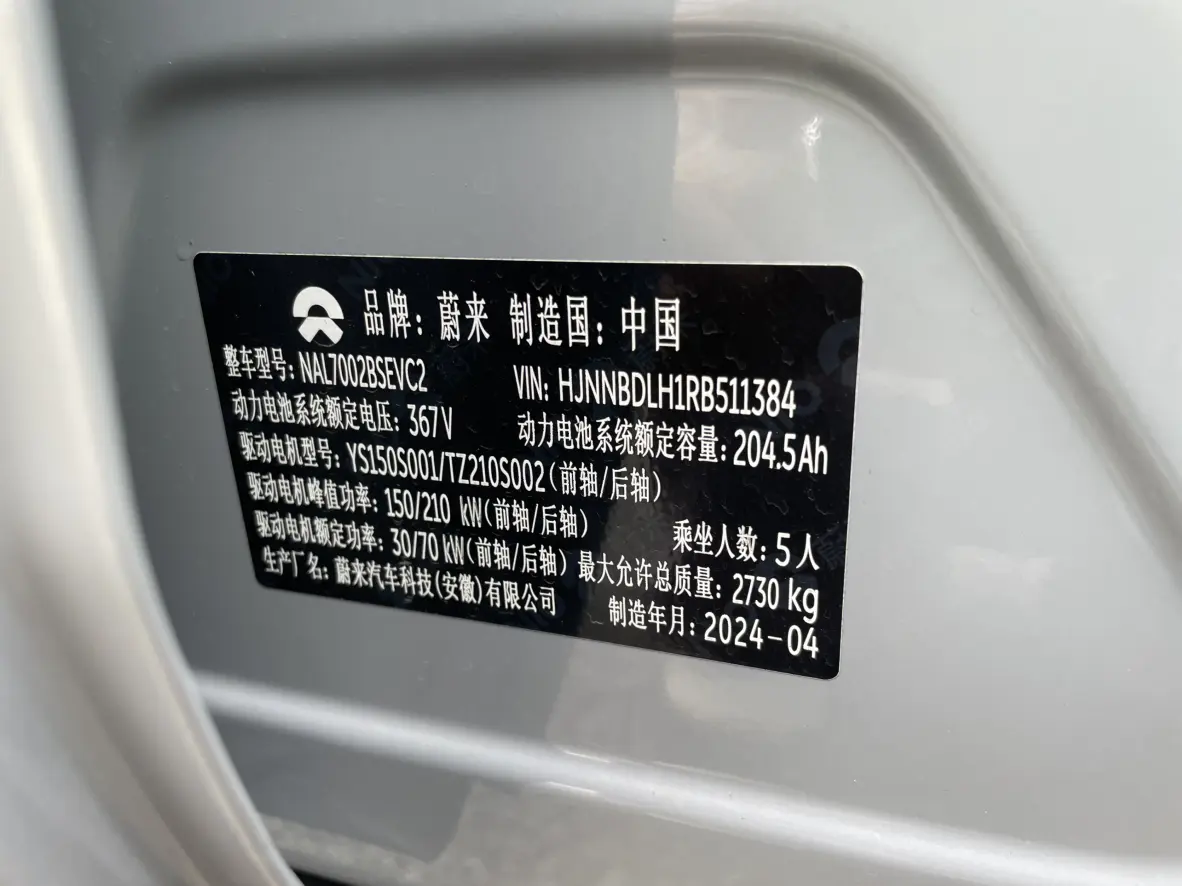 品牌：蔚来 制造国：中国
整车型号：NAL7002BSEVC2 VIN：HJNNBDLH1RB511384
动力电池系统额定电压：367V 动力电池系统额定容量：204.5Ah
驱动电机型号：YS150S001/TZ210S002(前轴/后轴)
驱动电机峰值功率：150/210 kW(前轴/后轴) 乘坐人数：5人
驱动电机额定功率：30/70 kW(前轴/后轴) 最大允许总质量：2730 kg
生产厂名：蔚来汽车科技(安徽)有限公司 制造年月：2024-04